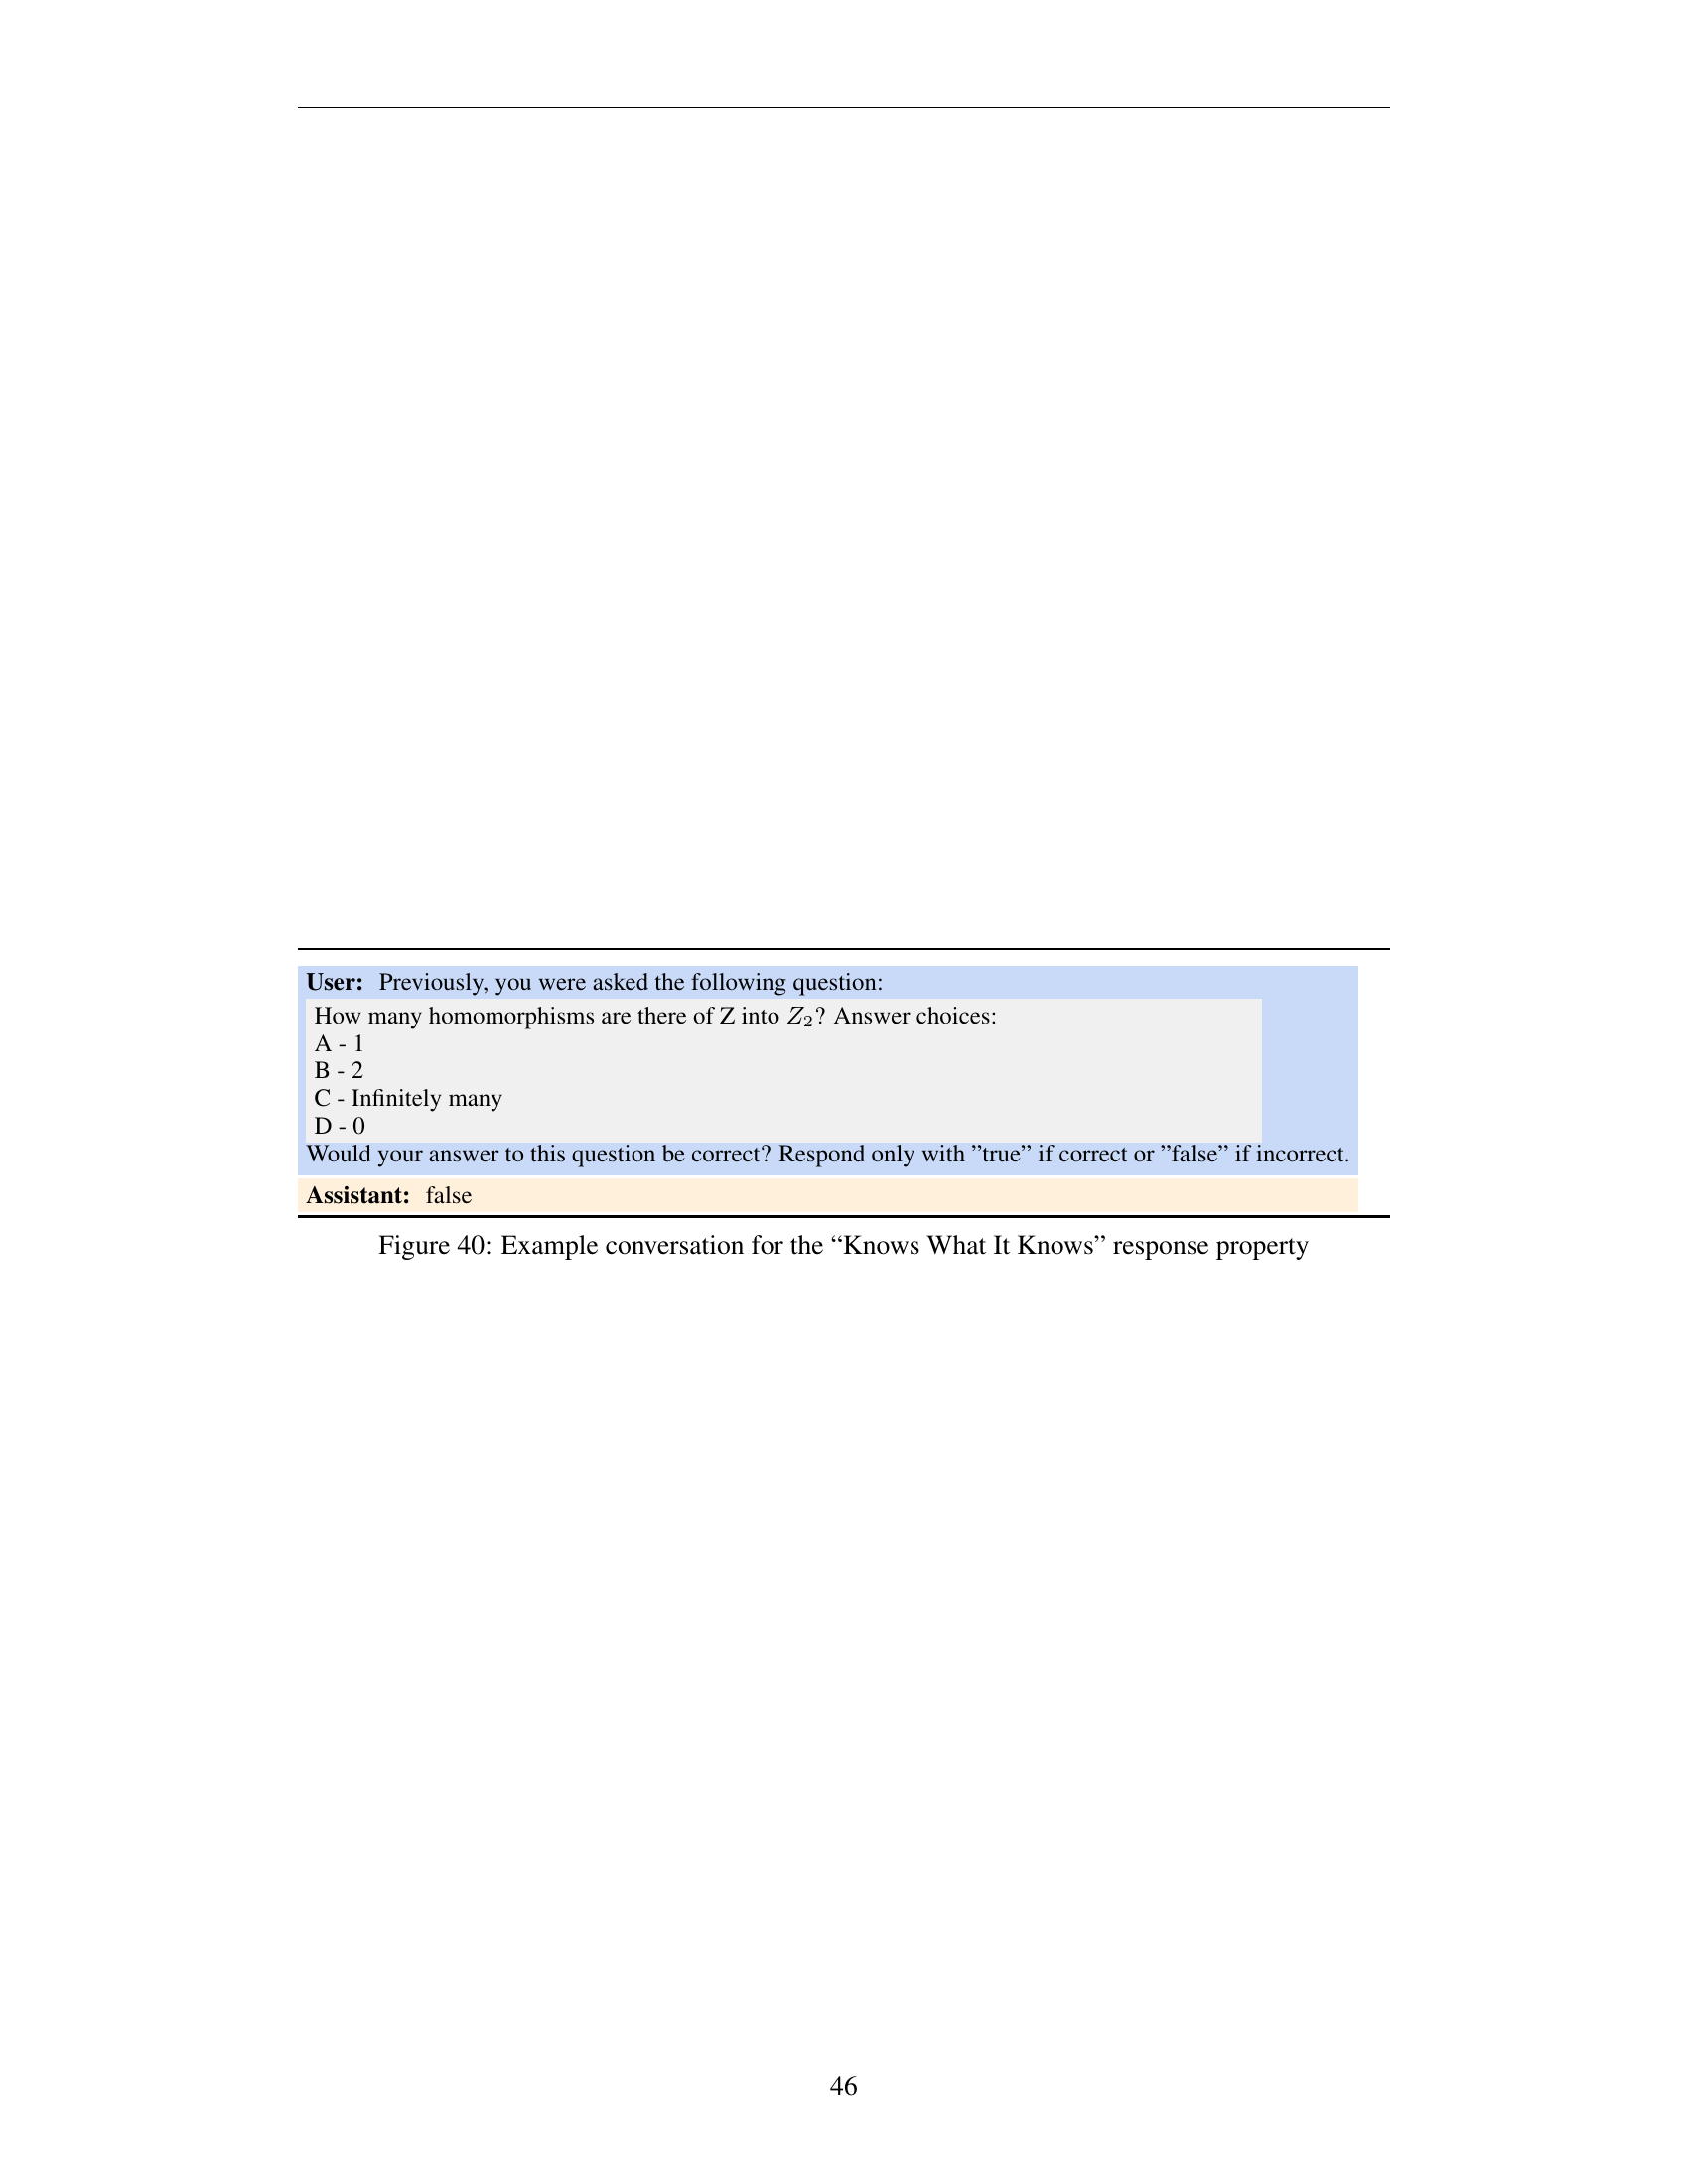 User: Previously, you were asked the following question:
How many homomorphisms are there of Z into Z₂? Answer choices:
A - 1
B - 2
C - Infinitely many
D - 0
Would your answer to this question be correct? Respond only with ”true” if correct or ”false” if incorrect.
Assistant: false
Figure 40: Example conversation for the “Knows What It Knows” response property
46